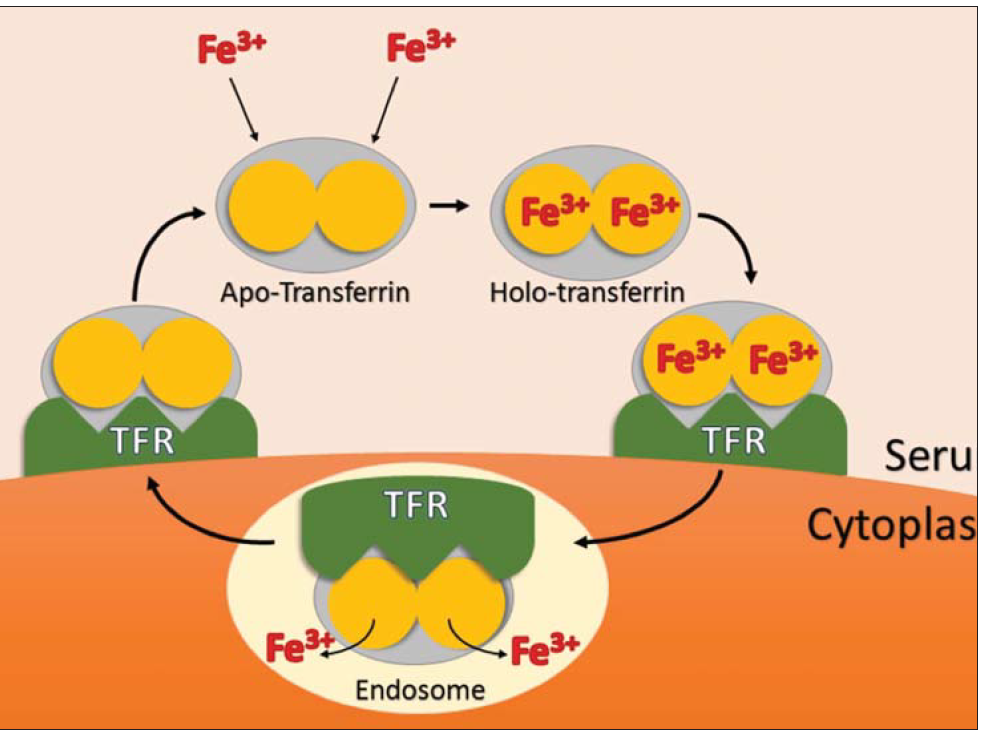 Fe³⁺ Fe³⁺
Fe³⁺ Fe³⁺
Apo-Transferrin Holo-transferrin
Fe³⁺ Fe³⁺
TFR TFR
Seru
TFR
Cytoplas
Fe³⁺ Fe³⁺
Endosome